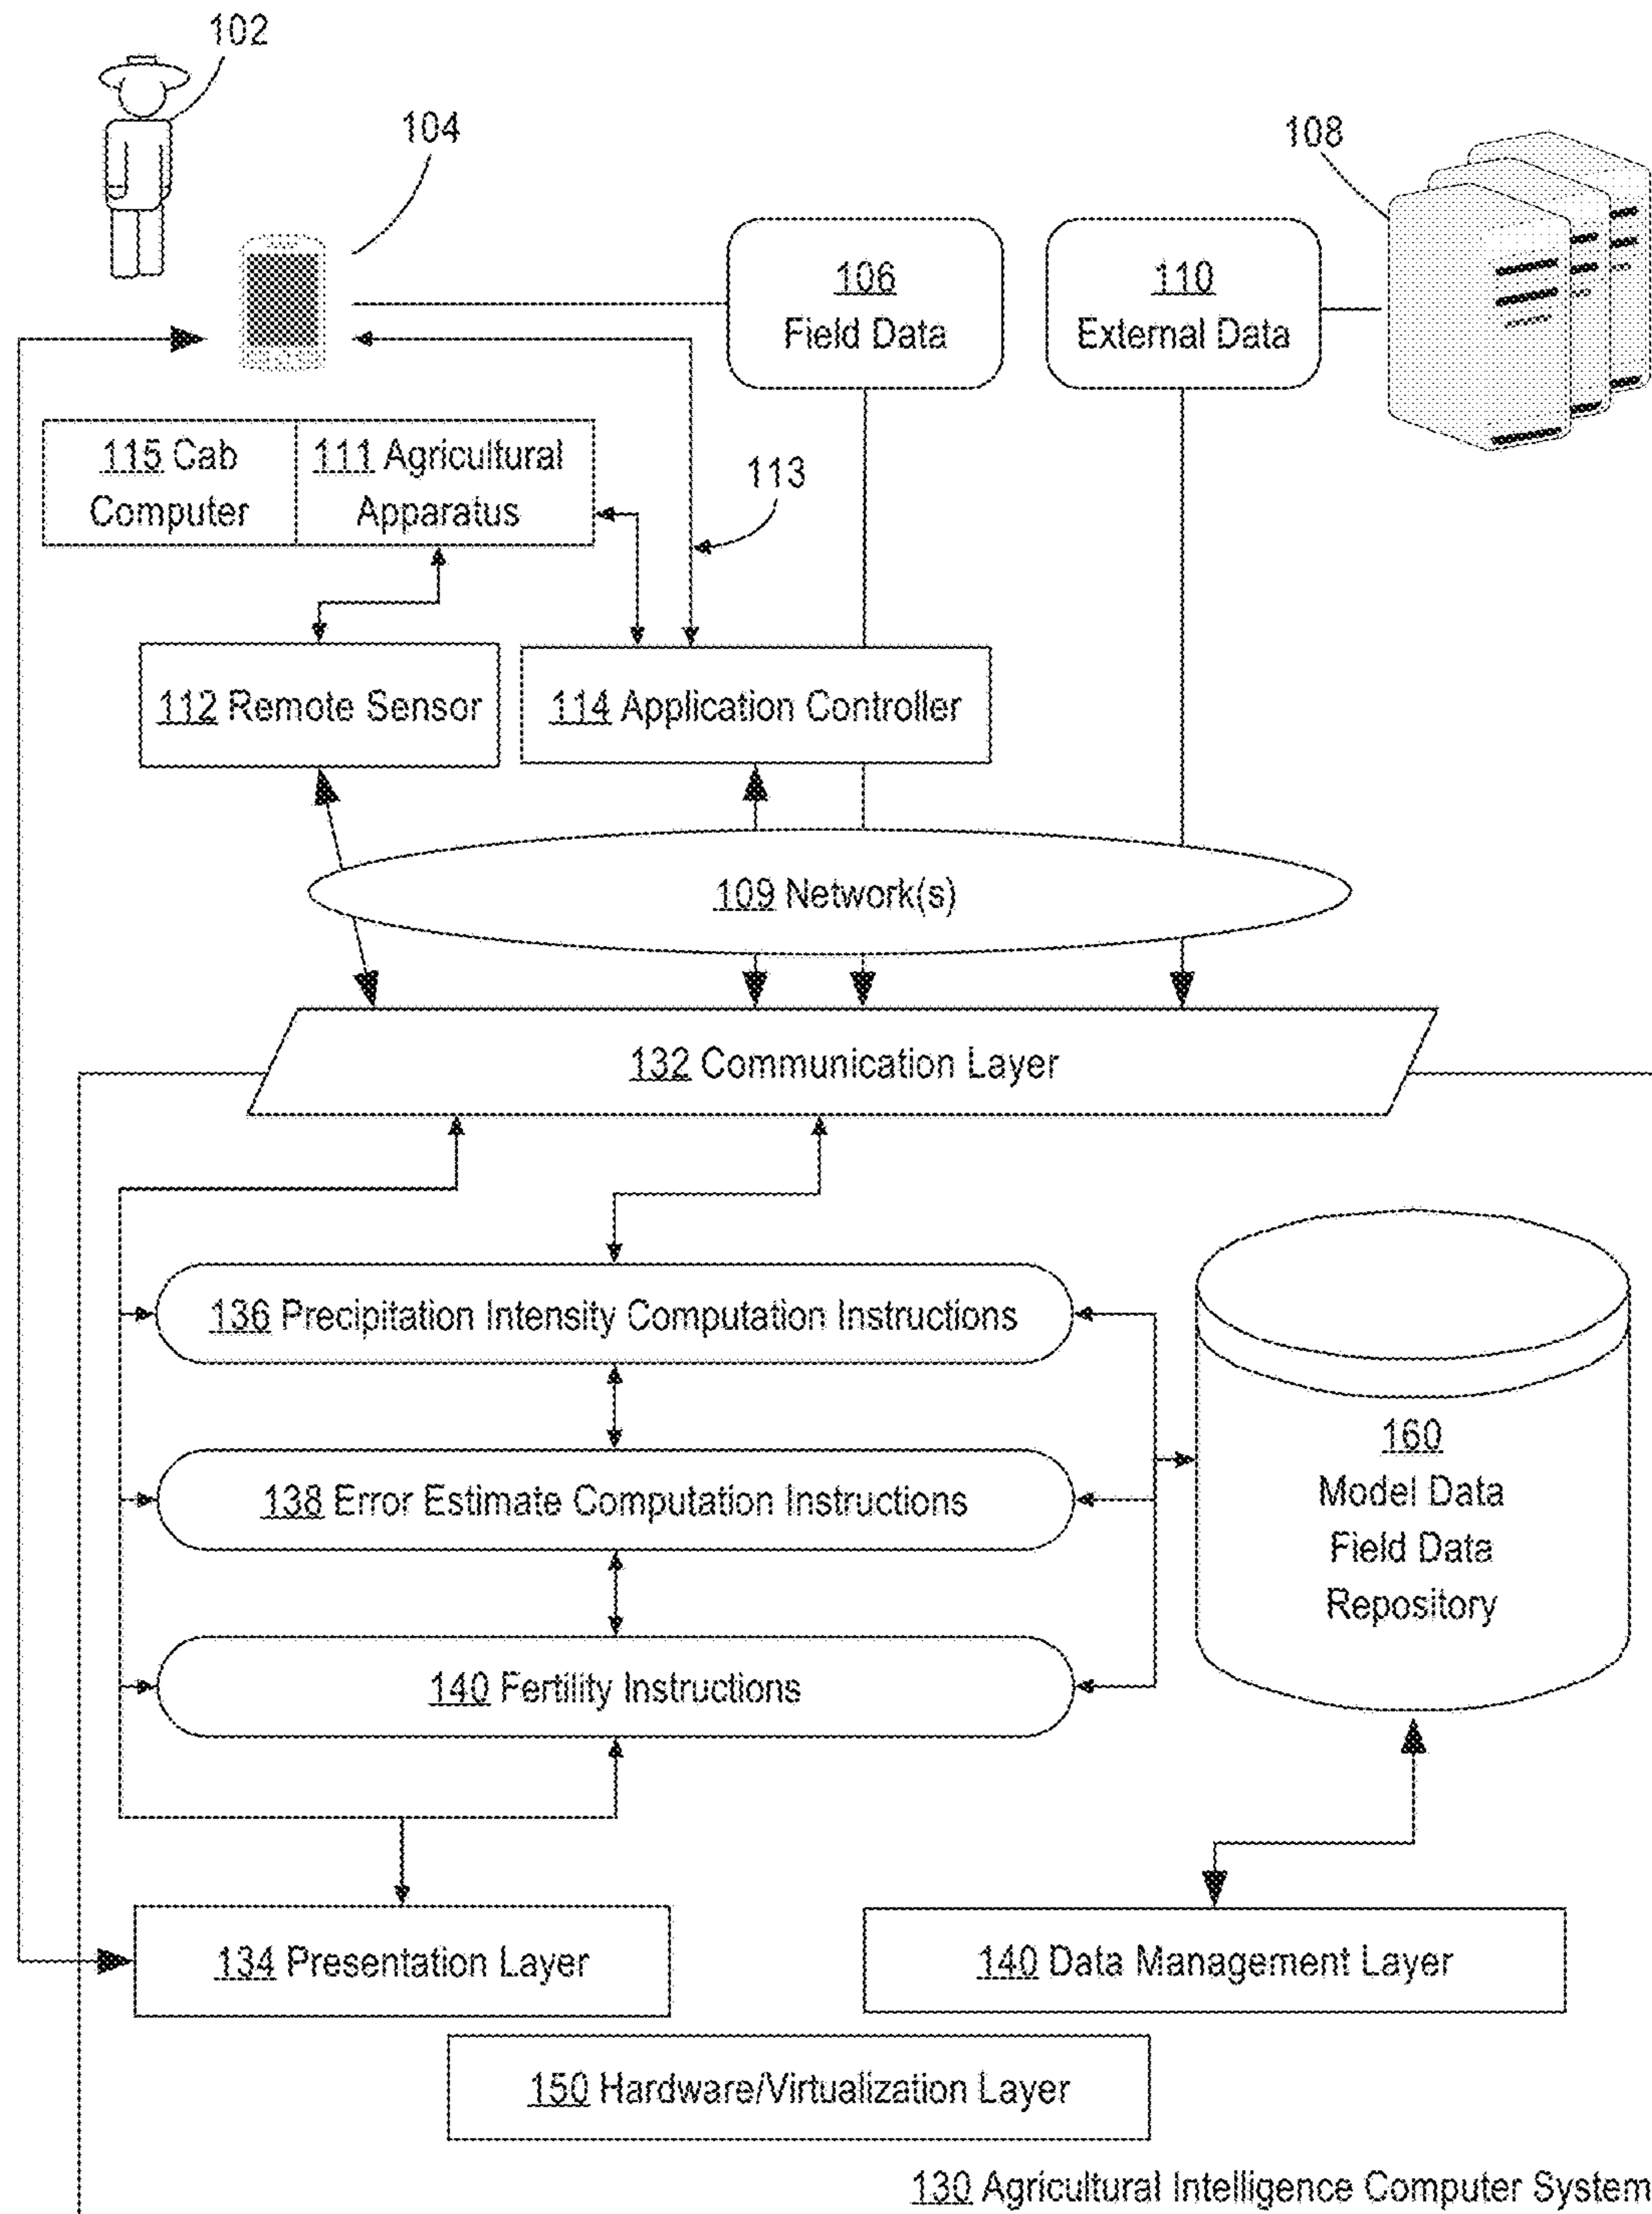 102
104
108
106
Field Data
110
External Data
115 Cab
Computer
111 Agricultural
Apparatus
113
112 Remote Sensor
114 Application Controller
109 Network(s)
132 Communication Layer
136 Precipitation Intensity Computation Instructions
138 Error Estimate Computation Instructions
140 Fertility Instructions
160
Model Data
Field Data
Repository
134 Presentation Layer
140 Data Management Layer
150 Hardware/Virtualization Layer
130 Agricultural Intelligence Computer System